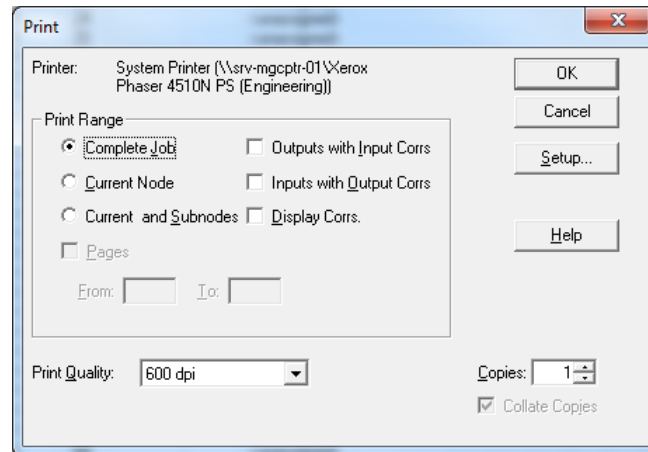 Print
Printer: System Printer (\\srv-mgcptr-01\Xerox
Phaser 4510N PS (Engineering))
OK
Cancel
Setup...
Help
Print Range
Complete Job
Outputs with Input Corrs
Current Node
Inputs with Output Corrs
Current and Subnodes
Display Corrs.
Pages
From: To:
Print Quality: 600 dpi
Copies: 1
Collate Copies